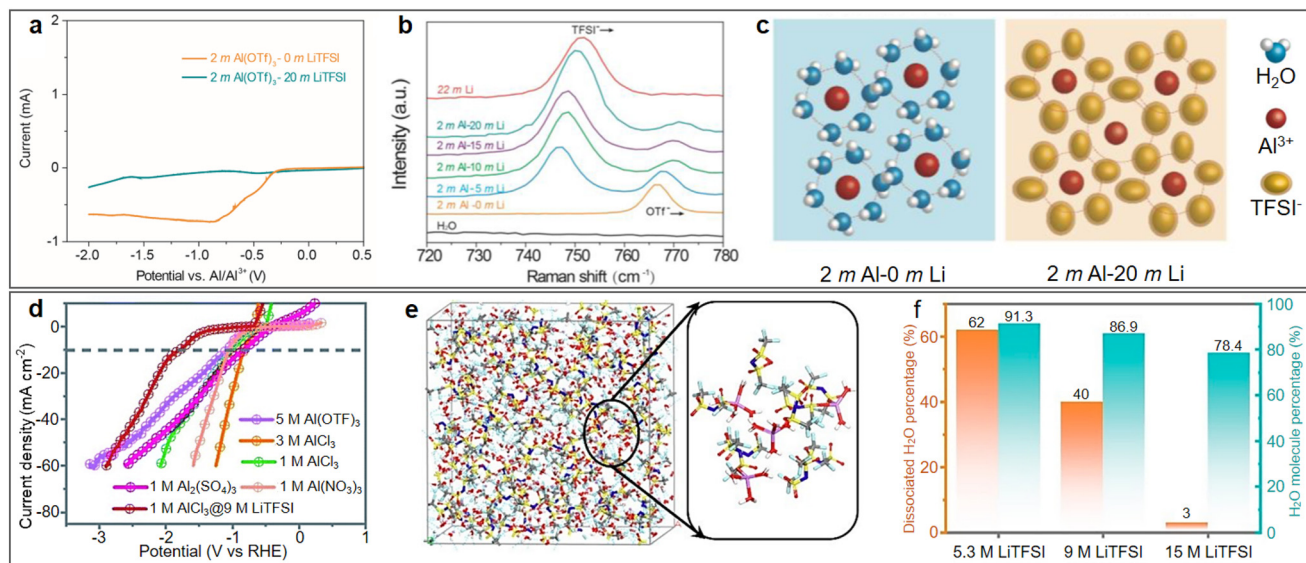 a
2 m Al(OTf)₃- 0 m LiTFSI
2 m Al(OTf)₃- 20 m LiTFSI
Current (mA)
2
1
0
-1
-2.0 -1.5 -1.0 -0.5 0.0 0.5
Potential vs. Al/Al³⁺ (V)
b
TFSI⁻
22 m Li
2 m Al-20 m Li
2 m Al-15 m Li
2 m Al-10 m Li
2 m Al-5 m Li
2 m Al -0 m Li
OTf⁻
H₂O
Intensity (a.u.)
720 730 740 750 760 770 780
Raman shift (cm⁻¹)
c
H₂O
Al³⁺
TFSI⁻
2 m Al-0 m Li
2 m Al-20 m Li
d
Current density (mA cm⁻²)
0
-20
-40
-60
-80
5 M Al(OTF)₃
3 M AlCl₃
1 M AlCl₃
1 M Al₂(SO₄)₃
1 M Al(NO₃)₃
1 M AlCl₃@9 M LiTFSI
-3 -2 -1 0 1
Potential (V vs RHE)
e
f
Dissociated H₂O percentage (%)
60
40
20
0
62
91.3
40
86.9
3
78.4
5.3 M LiTFSI
9 M LiTFSI
15 M LiTFSI
100
90
80
70
60
50
40
30
20
10
0
H₂O molecule percentage (%)